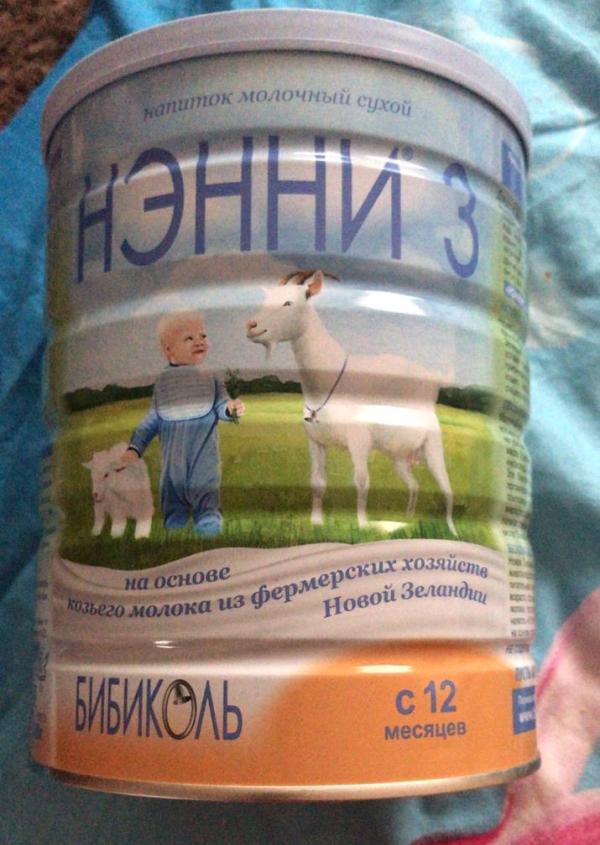 напиток молочный сухой
НЭННИ® 3
на основе
козьего молока из фермерских хозяйств
Новой Зеландии
БИБИКОЛЬ
с 12
месяцев